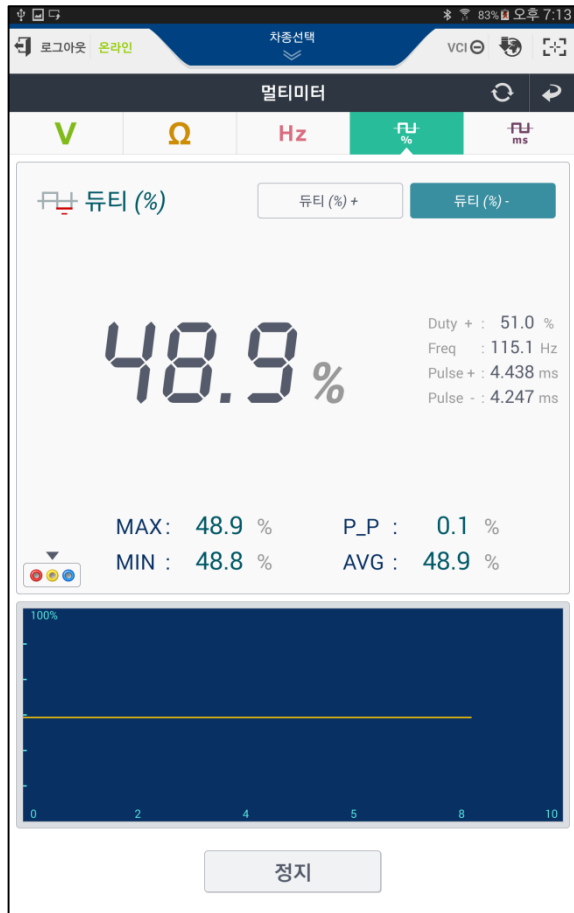 83% 오후 7:13
로그아웃 온라인 차종선택 VCI
멀티미터
V Ω Hz % ms
듀티 (%) 듀티 (%) + 듀티 (%) -
48.9 %
Duty + : 51.0 %
Freq : 115.1 Hz
Pulse + : 4.438 ms
Pulse - : 4.247 ms
MAX : 48.9 % P_P : 0.1 %
MIN : 48.8 % AVG : 48.9 %
100%
0 2 4 5 8 10
정지